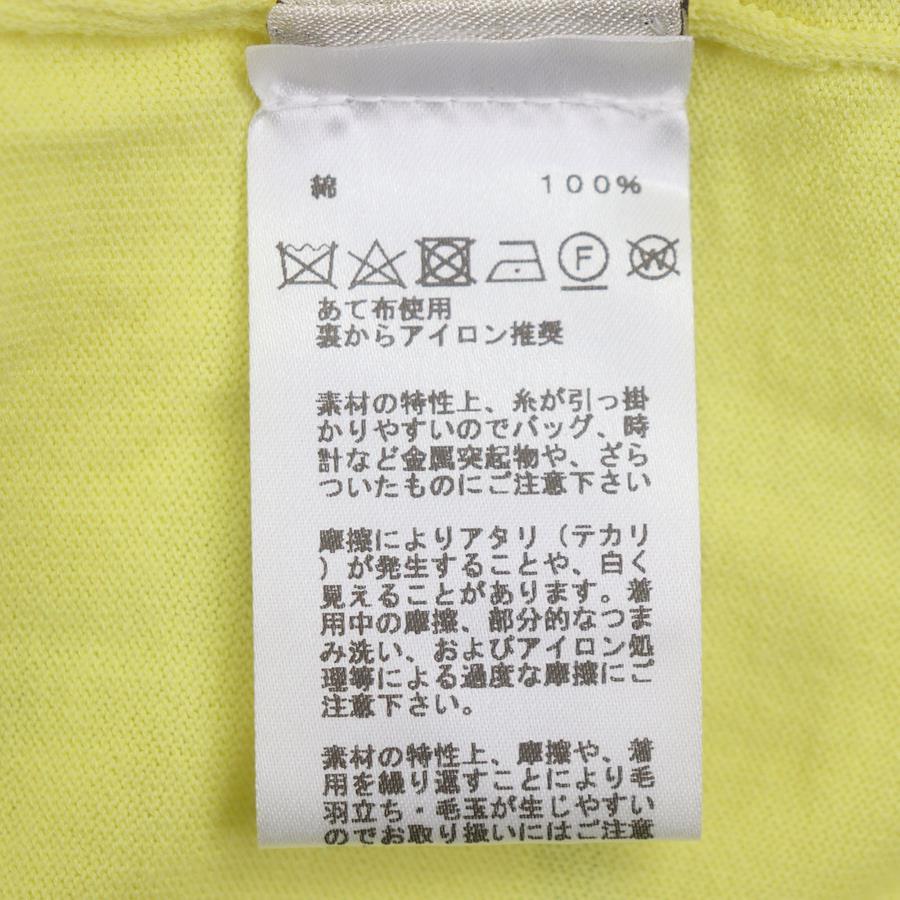 綿 100%
F W
あて布使用
裏からアイロン推奨
素材の特性上、糸が引っ掛
かりやすいのでバッグ、時
計など金属突起物や、ざら
ついたものにご注意下さい
摩擦によりアタリ（テカリ
）が発生することや、白く
見えることがあります。着
用中の摩擦、部分的なつま
み洗い、およびアイロン処
理等による過度な摩擦にご
注意下さい。
素材の特性上、摩擦や、着
用を繰り返すことにより毛
羽立ち・毛玉が生じやすい
のでお取り扱いにはご注意